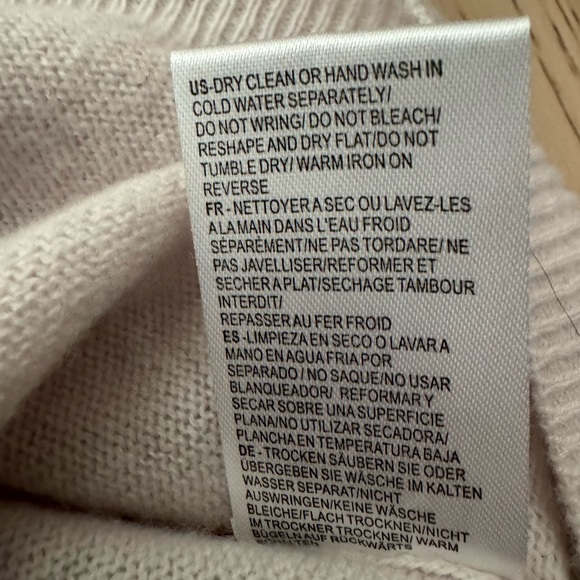 US-DRY CLEAN OR HAND WASH IN
COLD WATER SEPARATELY/
DO NOT WRING/ DO NOT BLEACH/
RESHAPE AND DRY FLAT/DO NOT
TUMBLE DRY/ WARM IRON ON
REVERSE
FR - NETTOYER A SEC OU LAVEZ-LES
A LA MAIN DANS L'EAU FROID
SÉPARÉMENT/NE PAS TORDARE/ NE
PAS JAVELLISER/REFORMER ET
SECHER A PLAT/SECHAGE TAMBOUR
INTERDIT/
REPASSER AU FER FROID
ES -LIMPIEZA EN SECO O LAVAR A
MANO EN AGUA FRIA POR
SEPARADO / NO SAQUE/NO USAR
BLANQUEADOR/ REFORMAR Y
SECAR SOBRE UNA SUPERFICIE
PLANA/NO UTILIZAR SECADORA/
PLANCHA EN TEMPERATURA BAJA
DE - TROCKEN SÄUBERN SIE ODER
ÜBERGEBEN SIE WÄSCHE IM KALTEN
WASSER SEPARAT/NICHT
AUSWRINGEN/KEINE WÄSCHE
BLEICHE/FLACH TROCKNEN/NICHT
IM TROCKNER TROCKNEN/ WARM
BÜGELN AUF RÜCKWÄRTS